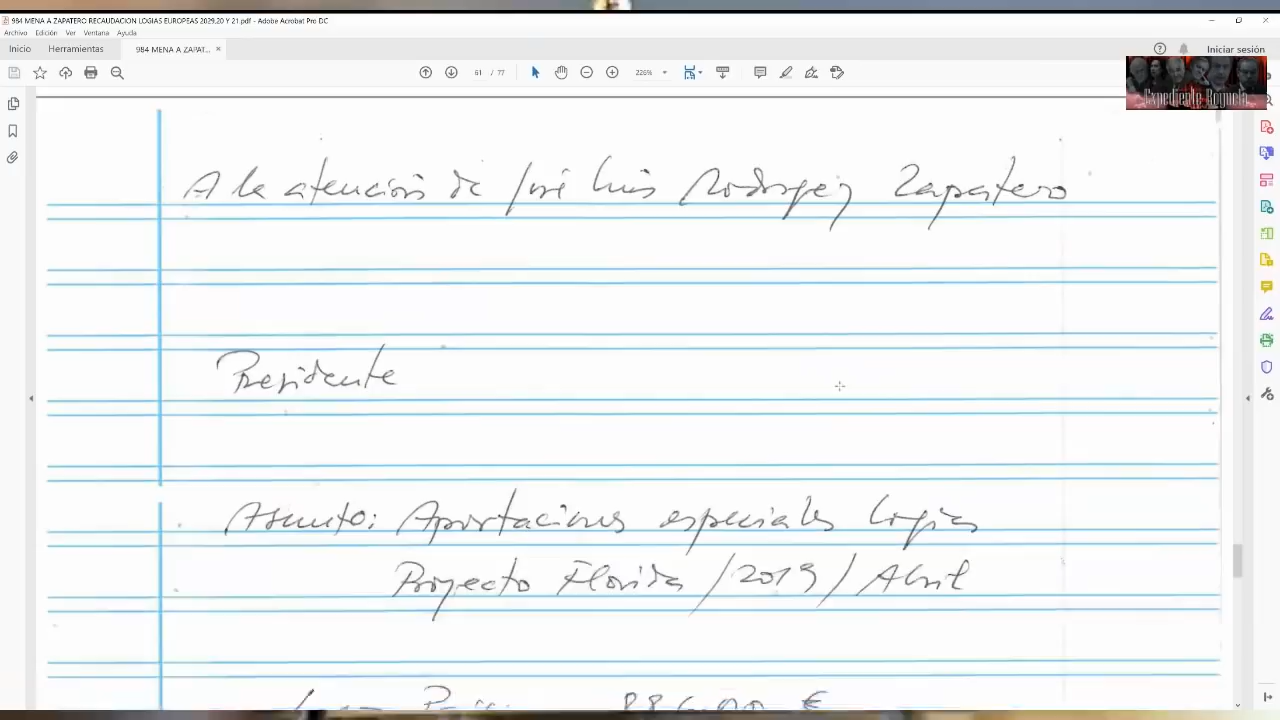 984 MENA A ZAPATERO RECAUDACION LOGIAS EUROPEAS 2029.20 Y 21.pdf - Adobe Acrobat Pro DC
Archivo Edición Ver Ventana Ayuda
Inicio Herramientas 984 MENA A ZAPAT... × Iniciar sesión
61 / 77 226%
Expediente Royuela
A la atención de José Luis Rodríguez Zapatero
Presidente
Asunto: Aportaciones especiales Logias
Proyecto Florida / 2019 / Abril
€